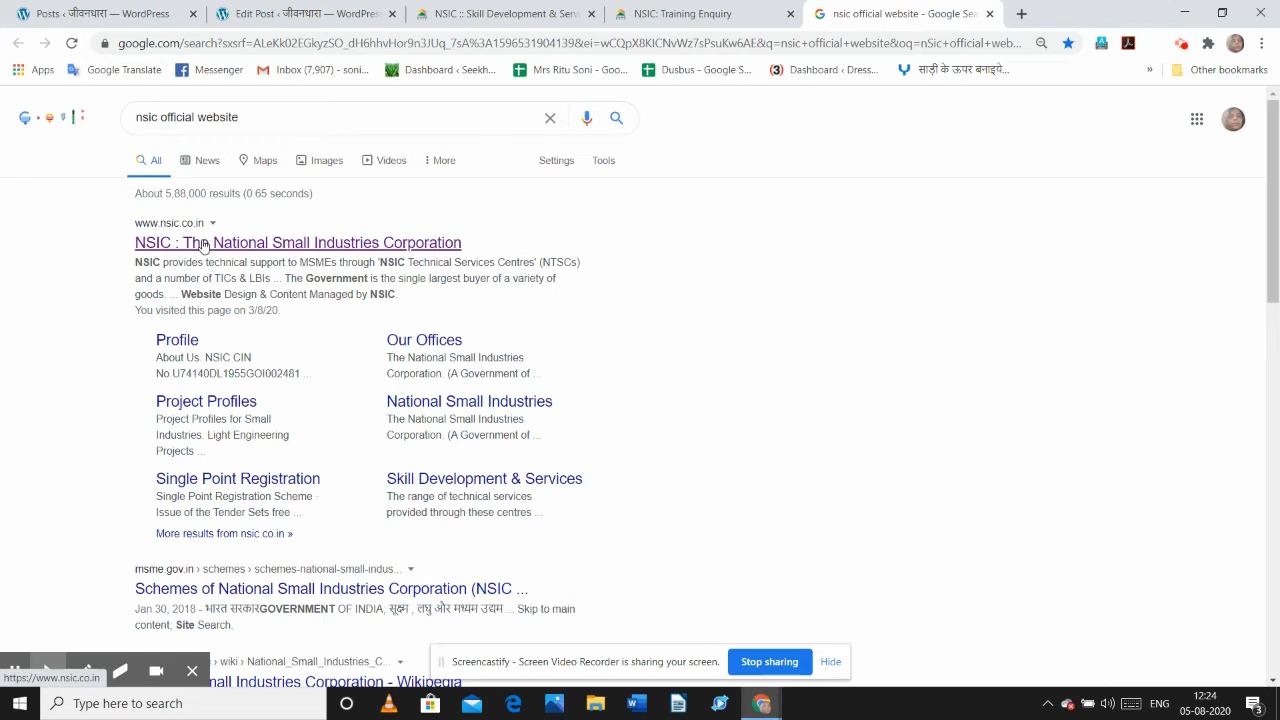 Posts ‹ जीवनधारा — WordPress
Edit Post ‹ जीवनधारा — WordPress
NSIC :: Skill Development & Serv
NSIC: Training Enquiry
nsic official website - Google Sea
google.com/search?sxsrf=ALeKk02EGkyzSO_dH6hhvHxr9n3_Uq_7sA%3A1596531904139&ei=wCQpX8KICNvWz7sPsuKw6AE&q=nsic+official+website&oq=nSic+official+web...
Apps
Google Translate
Messenger
Inbox (7,907) - soni...
Dashboard ‹ Seekh...
Mrs Ritu Soni - Goo...
Dusbus - Google S...
Dashboard ‹ Dress...
साड़ी के ऊपर बनाइये...
»
Other bookmarks
nsic official website
All
News
Maps
Images
Videos
More
Settings
Tools
About 5,88,000 results (0.65 seconds)
www.nsic.co.in
NSIC : The National Small Industries Corporation
NSIC provides technical support to MSMEs through 'NSIC Technical Services Centres' (NTSCs)
and a number of TICs & LBIs ... The Government is the single largest buyer of a variety of
goods. ... Website Design & Content Managed by NSIC.
You visited this page on 3/8/20.
Profile
About Us. NSIC CIN
No.U74140DL1955GOI002481 ...
Our Offices
The National Small Industries
Corporation. (A Government of ...
Project Profiles
Project Profiles for Small
Industries. Light Engineering
Projects ...
National Small Industries
The National Small Industries
Corporation. (A Government of ...
Single Point Registration
Single Point Registration Scheme ·
Issue of the Tender Sets free ...
Skill Development & Services
The range of technical services
provided through these centres ...
More results from nsic.co.in »
msme.gov.in › schemes › schemes-national-small-indus...
Schemes of National Small Industries Corporation (NSIC ...
Jan 30, 2018 - भारत सरकारGOVERNMENT OF INDIA; सूक्ष्म , लघु और मध्यम उद्यम ... Skip to main
content; Site Search.
› wiki › National_Small_Industries_C...
mall Industries Corporation - Wikipedia
Screencastify - Screen Video Recorder is sharing your screen.
Stop sharing
Hide
https://www.nsic.co.in
Type here to search
ENG
12:24
05-08-2020
3